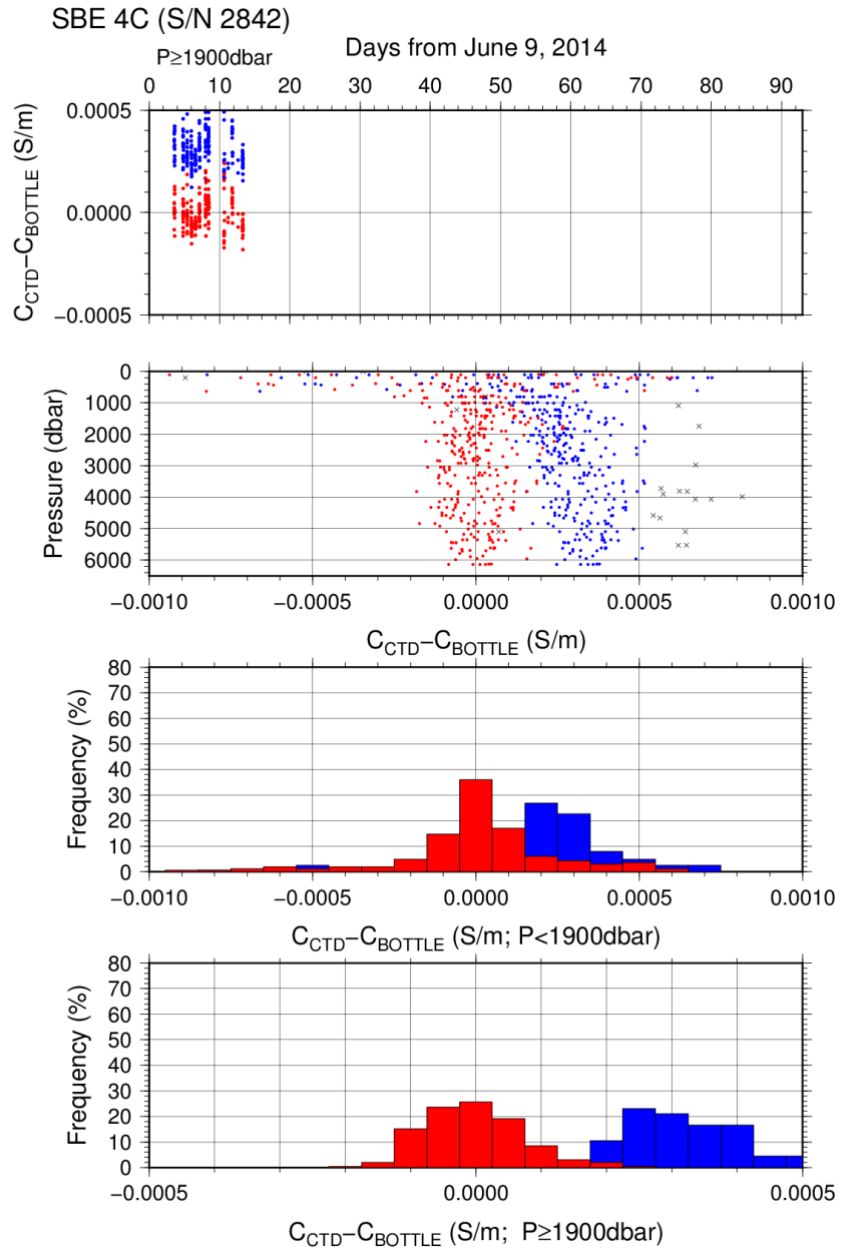 SBE 4C (S/N 2842)
P≥1900dbar
Days from June 9, 2014
0 10 20 30 40 50 60 70 80 90
0.0005
0.0000
−0.0005
C_CTD−C_BOTTLE (S/m)
0
1000
2000
3000
4000
5000
6000
Pressure (dbar)
−0.0010 −0.0005 0.0000 0.0005 0.0010
C_CTD−C_BOTTLE (S/m)
80
70
60
50
40
30
20
10
0
Frequency (%)
−0.0010 −0.0005 0.0000 0.0005 0.0010
C_CTD−C_BOTTLE (S/m; P<1900dbar)
80
70
60
50
40
30
20
10
0
Frequency (%)
−0.0005 0.0000 0.0005
C_CTD−C_BOTTLE (S/m; P≥1900dbar)